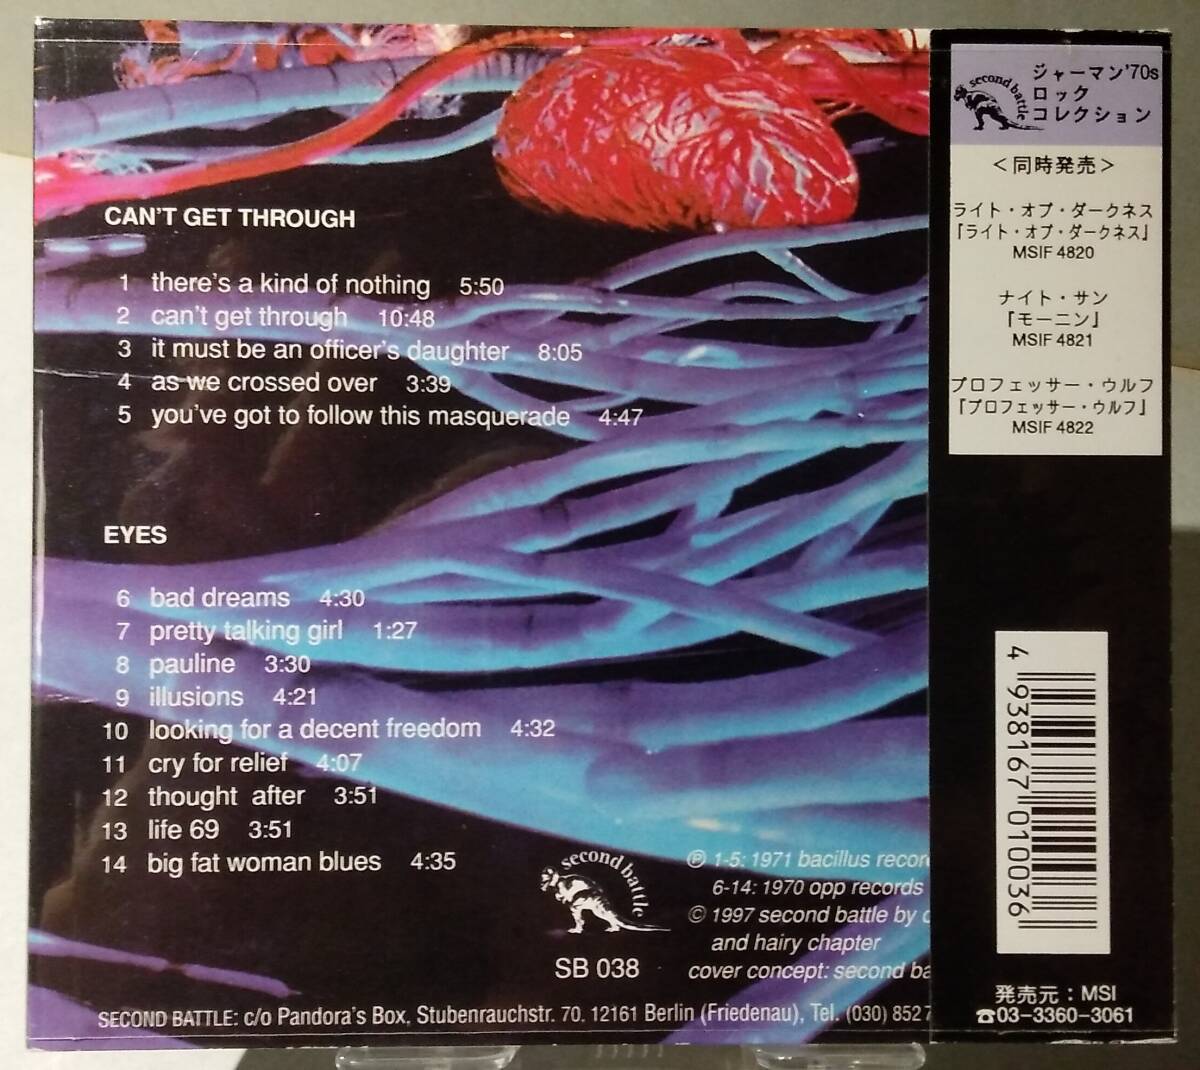 CAN'T GET THROUGH
1 there's a kind of nothing 5:50
2 can't get through 10:48
3 it must be an officer's daughter 8:05
4 as we crossed over 3:39
5 you've got to follow this masquerade 4:47
EYES
6 bad dreams 4:30
7 pretty talking girl 1:27
8 pauline 3:30
9 illusions 4:21
10 looking for a decent freedom 4:32
11 cry for relief 4:07
12 thought after 3:51
13 life 69 3:51
14 big fat woman blues 4:35
second battle
SB 038
℗ 1-5: 1971 bacillus recor
6-14: 1970 opp records
© 1997 second battle by
and hairy chapter
cover concept: second ba
SECOND BATTLE: c/o Pandora's Box, Stubenrauchstr. 70, 12161 Berlin (Friedenau), Tel. (030) 852
second battle
ジャーマン'70s
ロック
コレクション
＜同時発売＞
ライト・オブ・ダークネス
『ライト・オブ・ダークネス』
MSIF 4820
ナイト・サン
『モーニン』
MSIF 4821
プロフェッサー・ウルフ
『プロフェッサー・ウルフ』
MSIF 4822
4 938167 010036
発売元：MSI
☎03-3360-3061